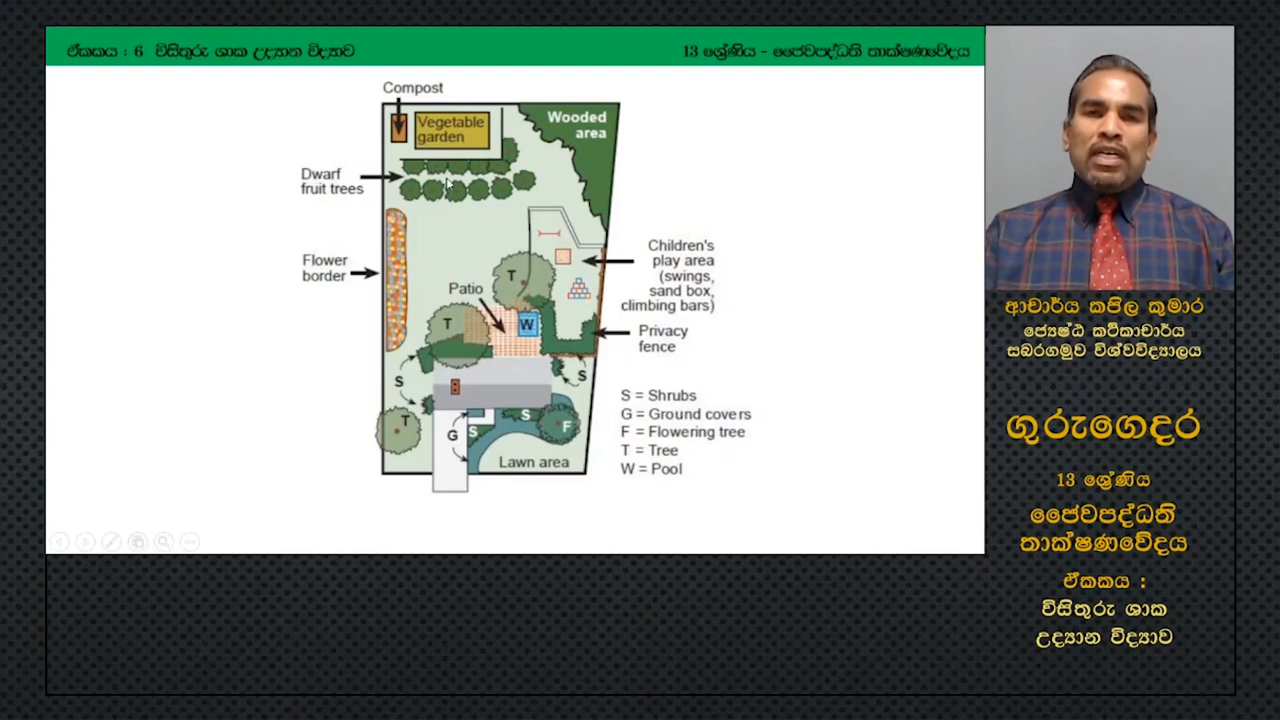 ඒකකය : 6 විසිතුරු ශාක උද්‍යාන විද්‍යාව
13 ශ්‍රේණිය - ජෛවපද්ධති තාක්ෂණවේදය
Compost
Vegetable
garden
Wooded
area
Dwarf
fruit trees
Flower
border
Children's
play area
(swings,
sand box,
climbing bars)
Patio
T
T
W
Privacy
fence
S
S
T
G
S
S
F
Lawn area
S = Shrubs
G = Ground covers
F = Flowering tree
T = Tree
W = Pool
ආචාර්ය කපිල කුමාර
ජ්‍යෙෂ්ඨ කථිකාචාර්ය
සබරගමුව විශ්වවිද්‍යාලය
ගුරුගෙදර
13 ශ්‍රේණිය
ජෛවපද්ධති
තාක්ෂණවේදය
ඒකකය :
විසිතුරු ශාක
උද්‍යාන විද්‍යාව